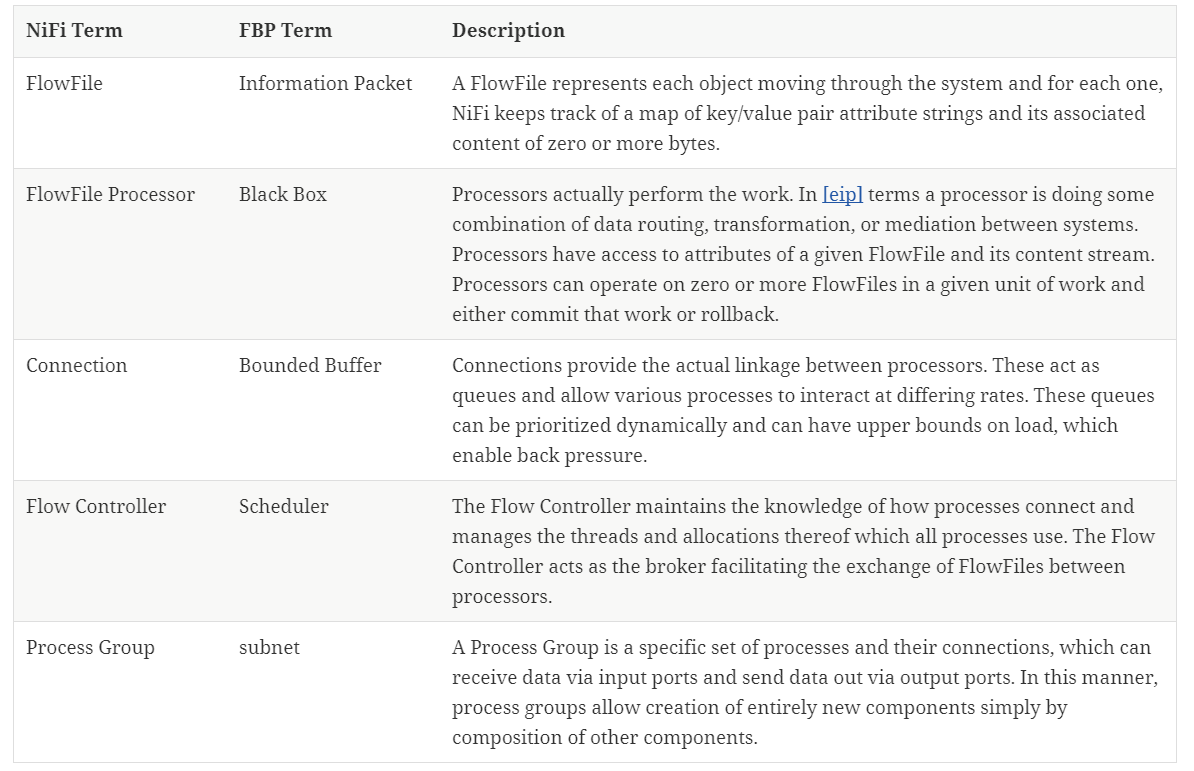 NiFi Term FBP Term Description
FlowFile Information Packet A FlowFile represents each object moving through the system and for each one,
NiFi keeps track of a map of key/value pair attribute strings and its associated
content of zero or more bytes.
FlowFile Processor Black Box Processors actually perform the work. In [eip] terms a processor is doing some
combination of data routing, transformation, or mediation between systems.
Processors have access to attributes of a given FlowFile and its content stream.
Processors can operate on zero or more FlowFiles in a given unit of work and
either commit that work or rollback.
Connection Bounded Buffer Connections provide the actual linkage between processors. These act as
queues and allow various processes to interact at differing rates. These queues
can be prioritized dynamically and can have upper bounds on load, which
enable back pressure.
Flow Controller Scheduler The Flow Controller maintains the knowledge of how processes connect and
manages the threads and allocations thereof which all processes use. The Flow
Controller acts as the broker facilitating the exchange of FlowFiles between
processors.
Process Group subnet A Process Group is a specific set of processes and their connections, which can
receive data via input ports and send data out via output ports. In this manner,
process groups allow creation of entirely new components simply by
composition of other components.